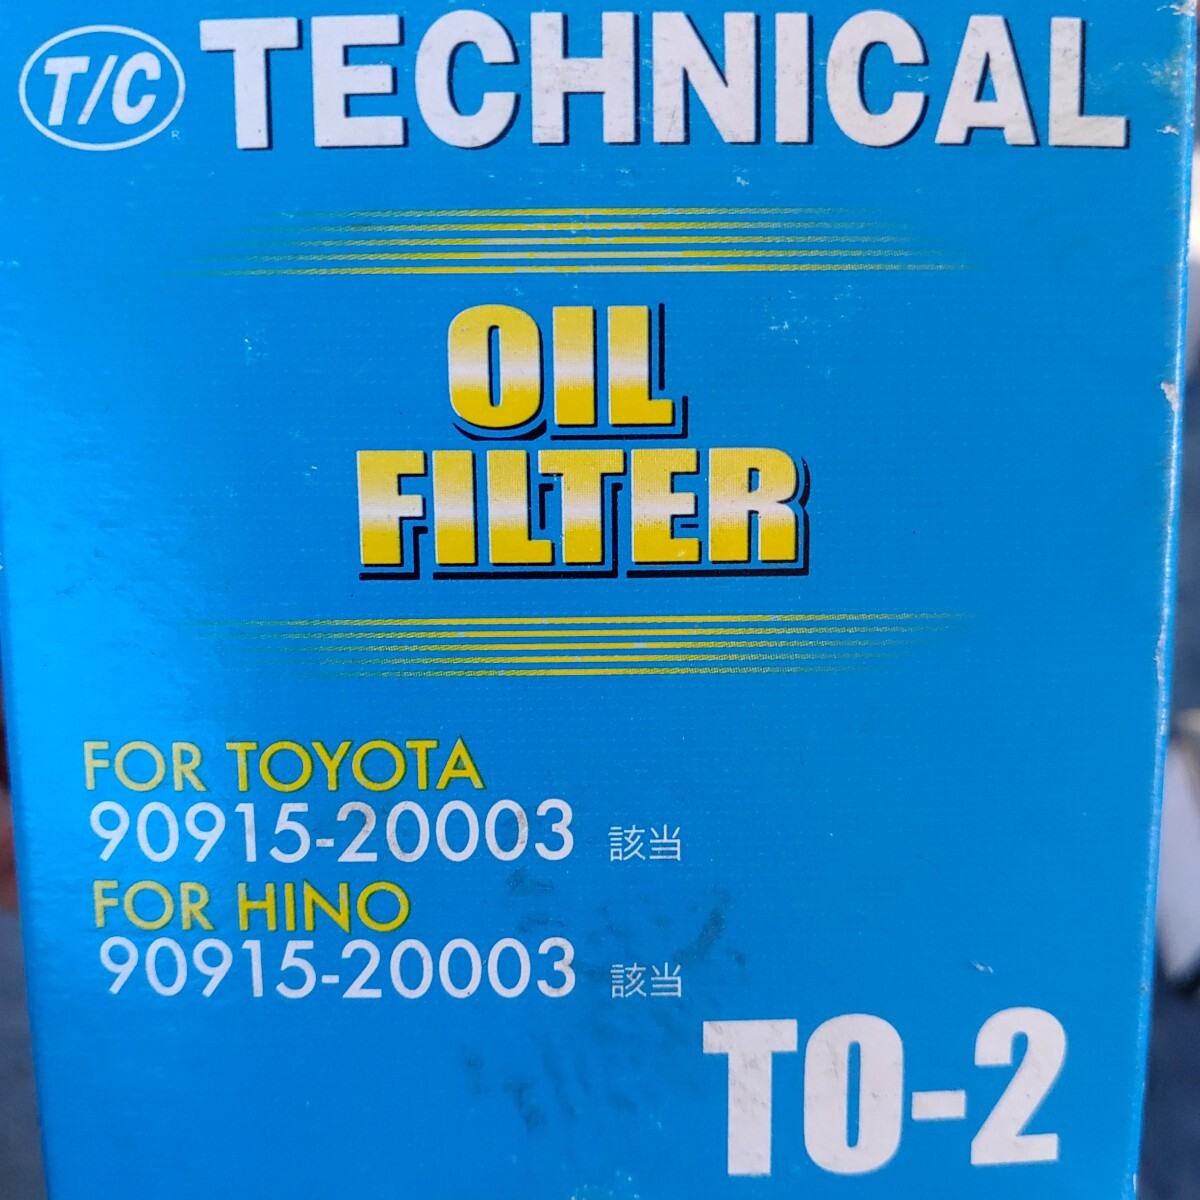 T/C TECHNICAL
®
OIL
FILTER
FOR TOYOTA
90915-20003 該当
FOR HINO
90915-20003 該当
TO-2